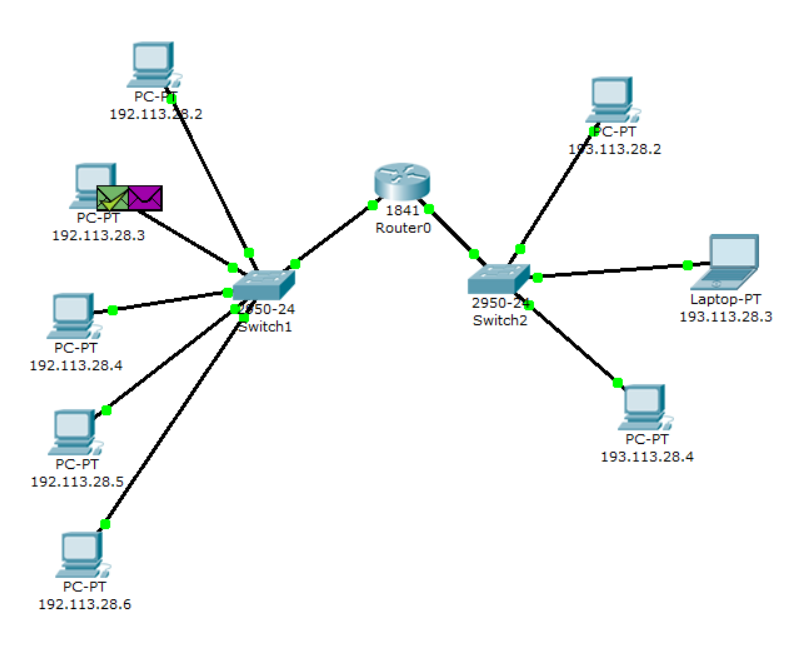 PC-PT
192.113.28.2
PC-PT
192.113.28.3
PC-PT
192.113.28.4
PC-PT
192.113.28.5
PC-PT
192.113.28.6
2950-24
Switch1
1841
Router0
2950-24
Switch2
PC-PT
193.113.28.2
Laptop-PT
193.113.28.3
PC-PT
193.113.28.4